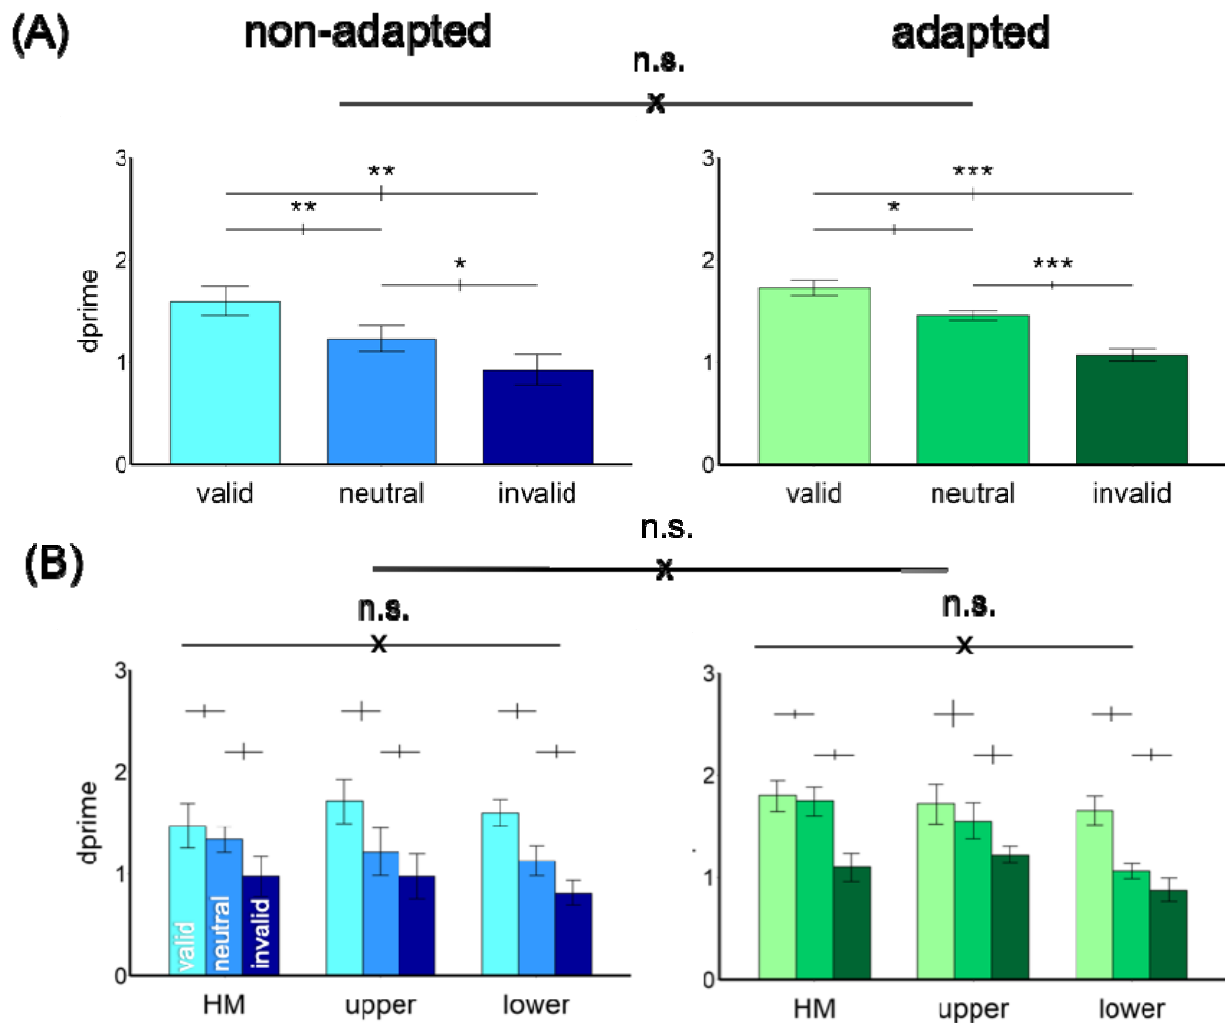 (A) non-adapted adapted
n.s.
x
3 3
** ***
** *
2 2
* ***
dprime
1 1
0 0
valid neutral invalid valid neutral invalid
n.s.
(B)
x
n.s. n.s.
x x
3 3
2 2
dprime
1 1
valid neutral invalid
0 0
HM upper lower HM upper lower